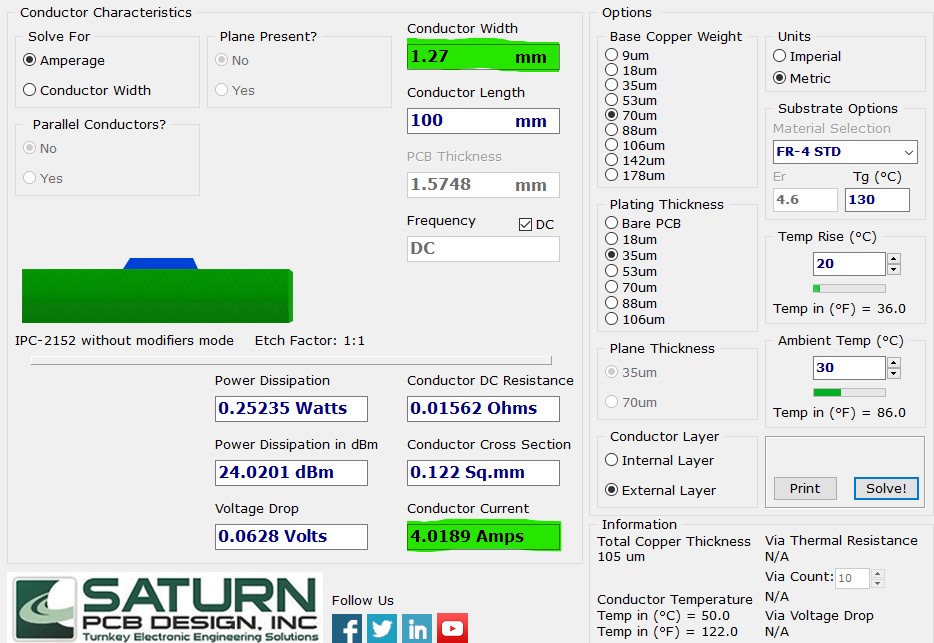 Conductor Characteristics
Solve For
Amperage
Conductor Width
Plane Present?
No
Yes
Parallel Conductors?
No
Yes
Conductor Width
1.27 mm
Conductor Length
100 mm
PCB Thickness
1.5748 mm
Frequency
DC
DC
IPC-2152 without modifiers mode Etch Factor: 1:1
Power Dissipation
0.25235 Watts
Power Dissipation in dBm
24.0201 dBm
Voltage Drop
0.0628 Volts
Conductor DC Resistance
0.01562 Ohms
Conductor Cross Section
0.122 Sq.mm
Conductor Current
4.0189 Amps
Options
Base Copper Weight
9um
18um
35um
53um
70um
88um
106um
142um
178um
Plating Thickness
Bare PCB
18um
35um
53um
70um
88um
106um
Plane Thickness
35um
70um
Conductor Layer
Internal Layer
External Layer
Units
Imperial
Metric
Substrate Options
Material Selection
FR-4 STD
Er
Tg (°C)
4.6
130
Temp Rise (°C)
20
Temp in (°F) = 36.0
Ambient Temp (°C)
30
Temp in (°F) = 86.0
Print
Solve!
Information
Total Copper Thickness
105 um
Conductor Temperature
Temp in (°C) = 50.0
Temp in (°F) = 122.0
Via Thermal Resistance
N/A
Via Count: 10
N/A
Via Voltage Drop
N/A
SATURN
PCB DESIGN, INC
Turnkey Electronic Engineering Solutions
Follow Us